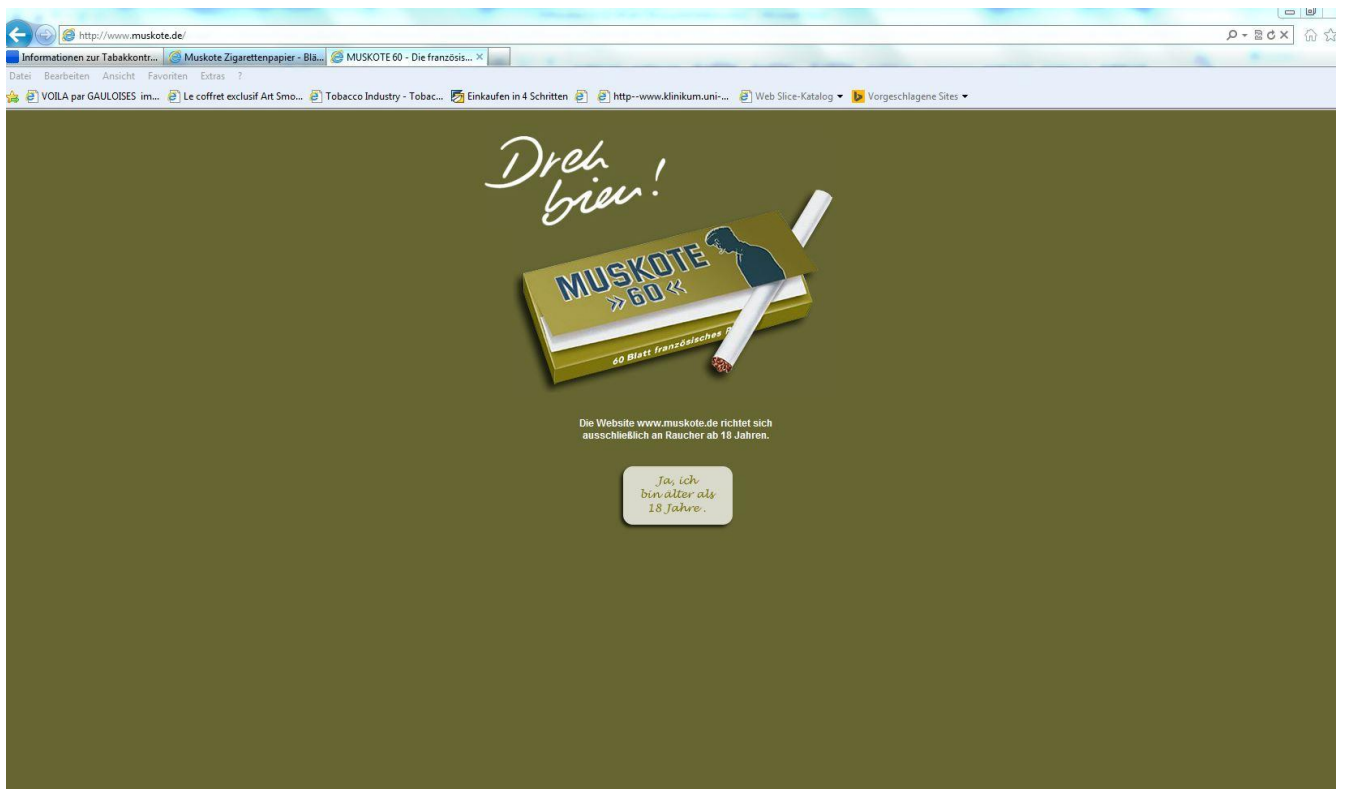 http://www.muskote.de/
Informationen zur Tabakkontr... Muskote Zigarettenpapier - Blä... MUSKOTE 60 - Die französis...
Datei Bearbeiten Ansicht Favoriten Extras ?
VOILA par GAULOISES im... Le coffret exclusif Art Smo... Tobacco Industry - Tobac... Einkaufen in 4 Schritten http--www.klinikum.uni-... Web Slice-Katalog Vorgeschlagene Sites
Dreh
bien!
MUSKOTE
»60«
60 Blatt französisches
Die Website www.muskote.de richtet sich
ausschließlich an Raucher ab 18 Jahren.
Ja, ich
bin alter als
18 Jahre .